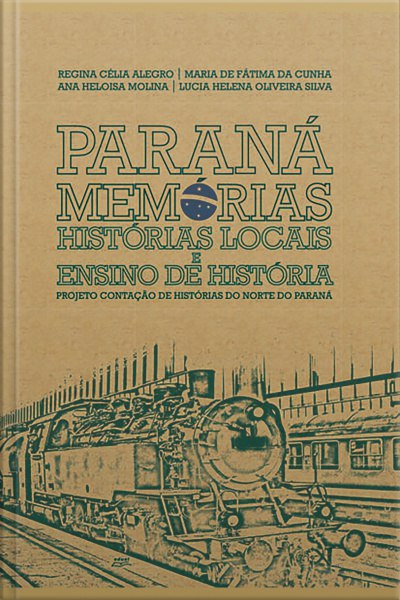 REGINA CÉLIA ALEGRO | MARIA DE FÁTIMA DA CUNHA
ANA HELOISA MOLINA | LUCIA HELENA OLIVEIRA SILVA
PARANÁ
MEMÓRIAS
HISTÓRIAS LOCAIS
E
ENSINO DE HISTÓRIA
PROJETO CONTAÇÃO DE HISTÓRIAS DO NORTE DO PARANÁ